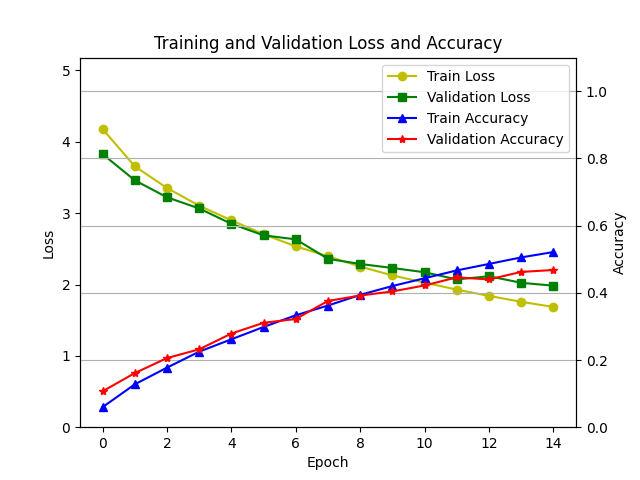 Training and Validation Loss and Accuracy
Train Loss
Validation Loss
Train Accuracy
Validation Accuracy
Loss
5
4
3
2
1
0
Accuracy
1.0
0.8
0.6
0.4
0.2
0.0
0 2 4 6 8 10 12 14
Epoch